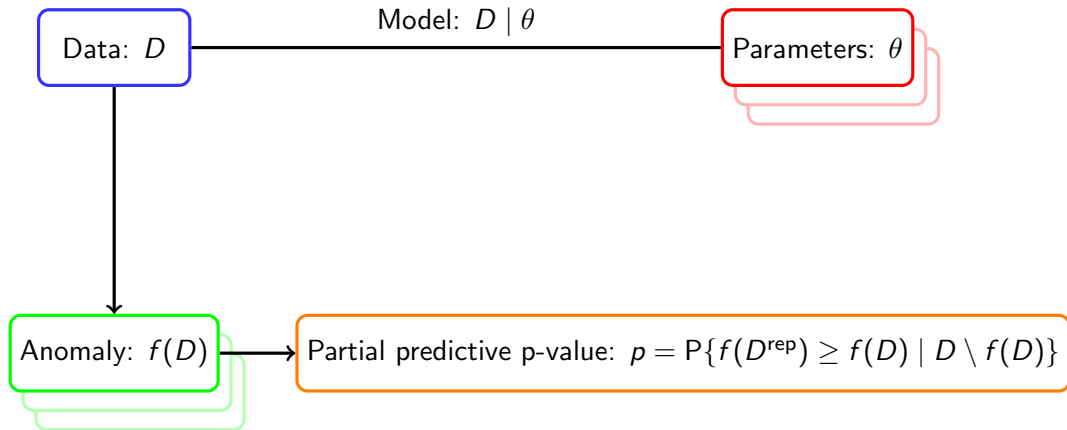 Model: D | θ
Data: D
Parameters: θ
Anomaly: f(D)
Partial predictive p-value: p = P{f(D^rep) ≥ f(D) | D \ f(D)}